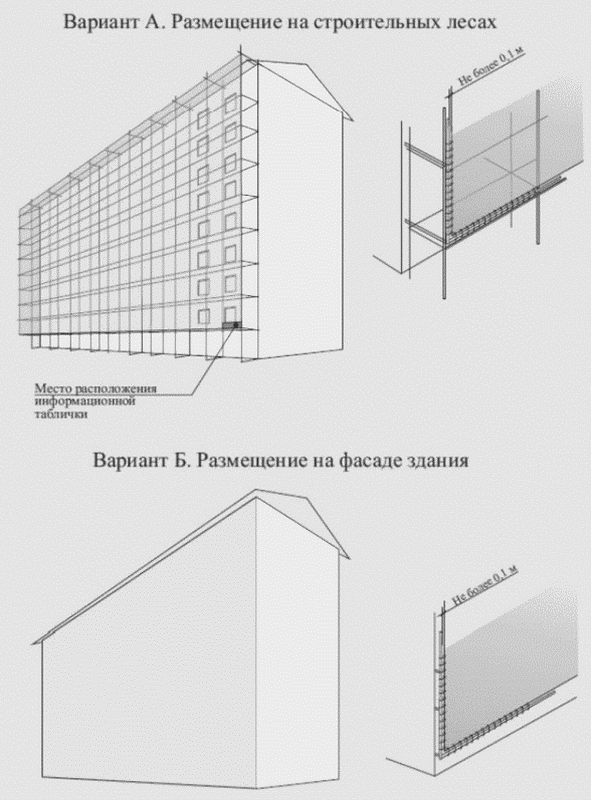 Вариант А. Размещение на строительных лесах
Не более 0,1 м
Место расположения
информационной
таблички
Вариант Б. Размещение на фасаде здания
Не более 0,1 м